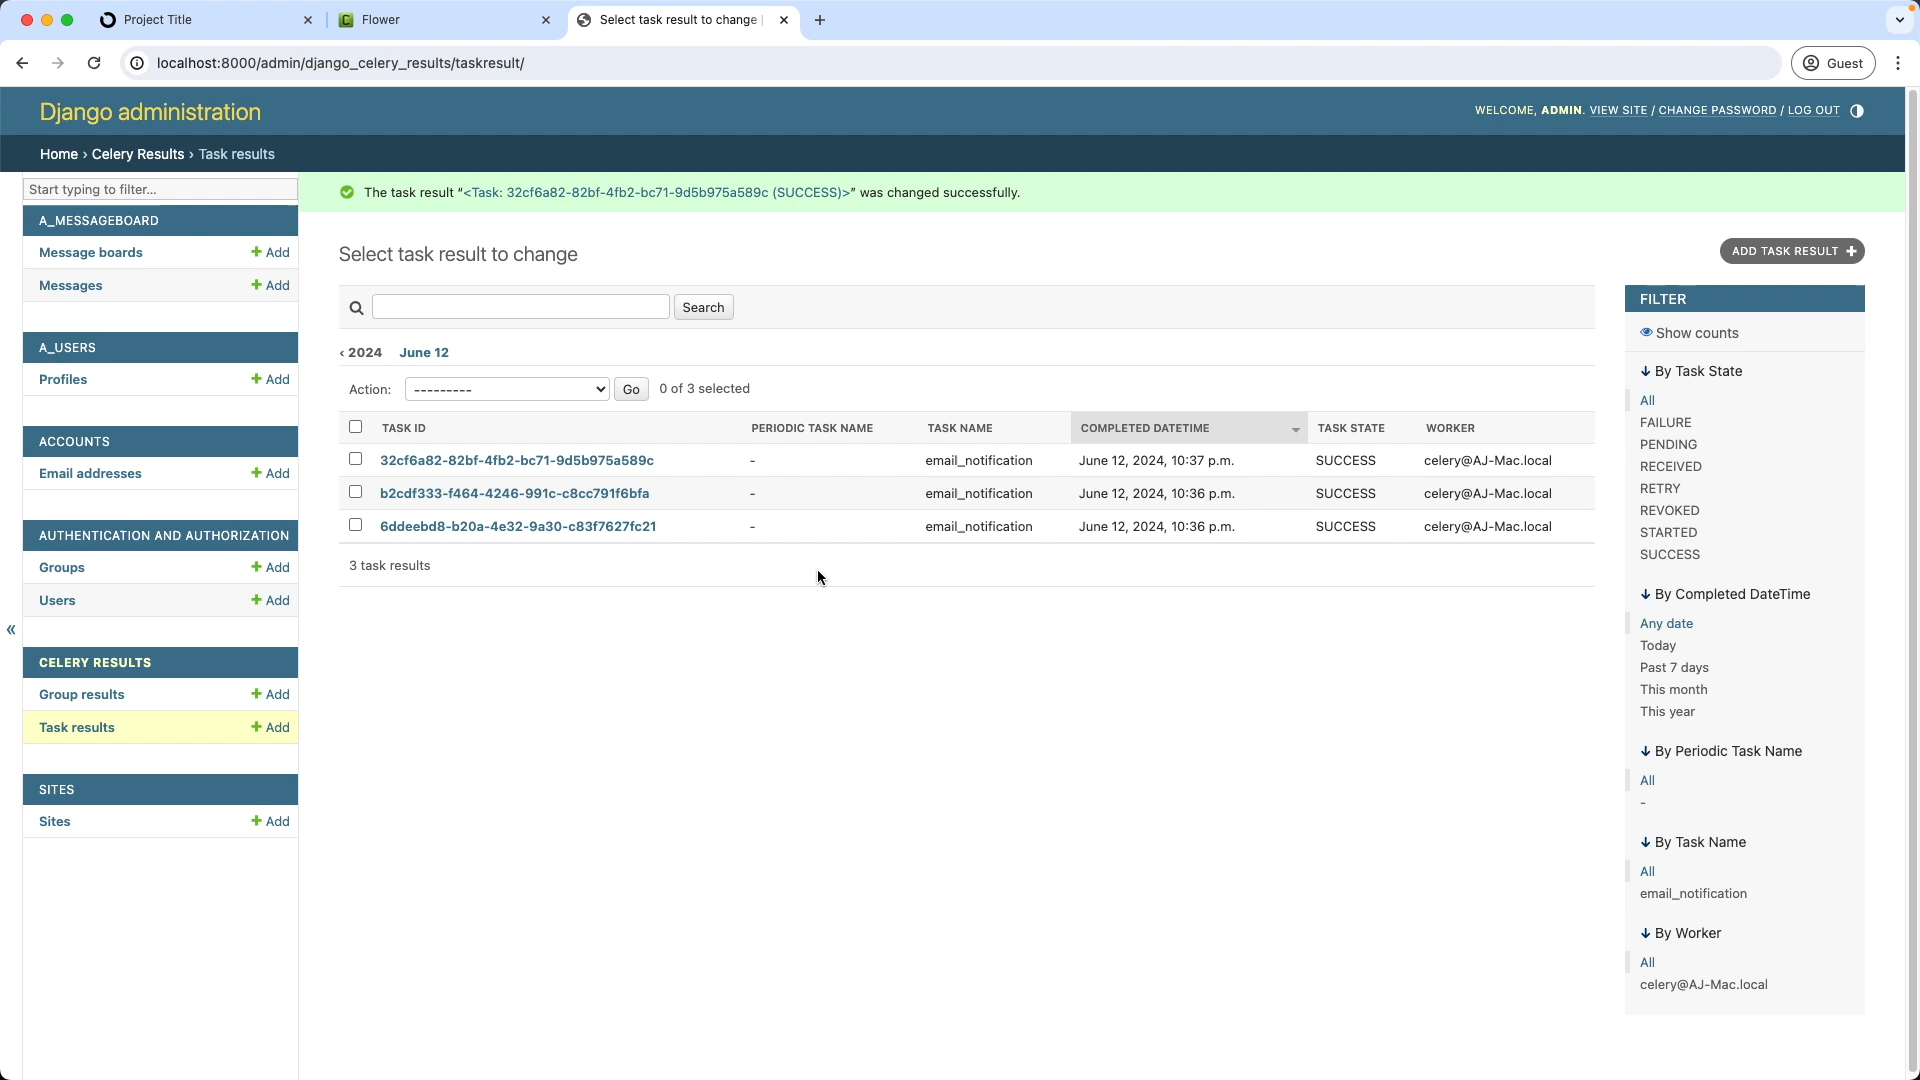 Project Title
Flower
Select task result to change
localhost:8000/admin/django_celery_results/taskresult/
Guest
Django administration
WELCOME, ADMIN. VIEW SITE / CHANGE PASSWORD / LOG OUT
Home › Celery Results › Task results
Start typing to filter...
The task result “<Task: 32cf6a82-82bf-4fb2-bc71-9d5b975a589c (SUCCESS)>” was changed successfully.
A_MESSAGEBOARD
Message boards + Add
Messages + Add
A_USERS
Profiles + Add
ACCOUNTS
Email addresses + Add
AUTHENTICATION AND AUTHORIZATION
Groups + Add
Users + Add
CELERY RESULTS
Group results + Add
Task results + Add
SITES
Sites + Add
«
Select task result to change
ADD TASK RESULT +
Search
‹ 2024 June 12
Action: --------- Go 0 of 3 selected
TASK ID PERIODIC TASK NAME TASK NAME COMPLETED DATETIME TASK STATE WORKER
32cf6a82-82bf-4fb2-bc71-9d5b975a589c - email_notification June 12, 2024, 10:37 p.m. SUCCESS celery@AJ-Mac.local
b2cdf333-f464-4246-991c-c8cc791f6bfa - email_notification June 12, 2024, 10:36 p.m. SUCCESS celery@AJ-Mac.local
6ddeebd8-b20a-4e32-9a30-c83f7627fc21 - email_notification June 12, 2024, 10:36 p.m. SUCCESS celery@AJ-Mac.local
3 task results
FILTER
Show counts
↓ By Task State
All
FAILURE
PENDING
RECEIVED
RETRY
REVOKED
STARTED
SUCCESS
↓ By Completed DateTime
Any date
Today
Past 7 days
This month
This year
↓ By Periodic Task Name
All
-
↓ By Task Name
All
email_notification
↓ By Worker
All
celery@AJ-Mac.local